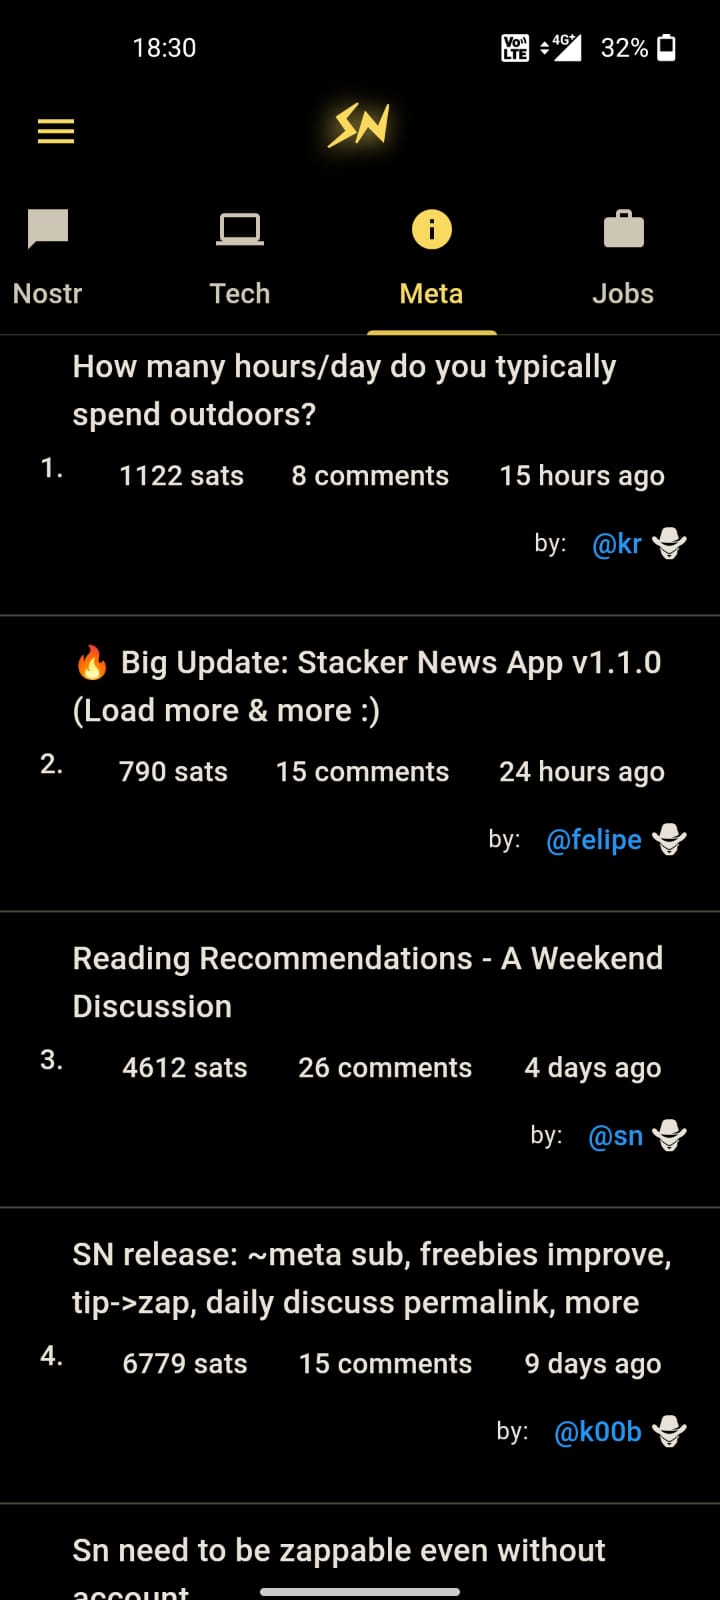 18:30
Vo LTE 4G+ 32%
SN
Nostr Tech Meta Jobs
How many hours/day do you typically
spend outdoors?
1. 1122 sats 8 comments 15 hours ago
by: @kr
🔥 Big Update: Stacker News App v1.1.0
(Load more & more :)
2. 790 sats 15 comments 24 hours ago
by: @felipe
Reading Recommendations - A Weekend
Discussion
3. 4612 sats 26 comments 4 days ago
by: @sn
SN release: ~meta sub, freebies improve,
tip->zap, daily discuss permalink, more
4. 6779 sats 15 comments 9 days ago
by: @k00b
Sn need to be zappable even without
account